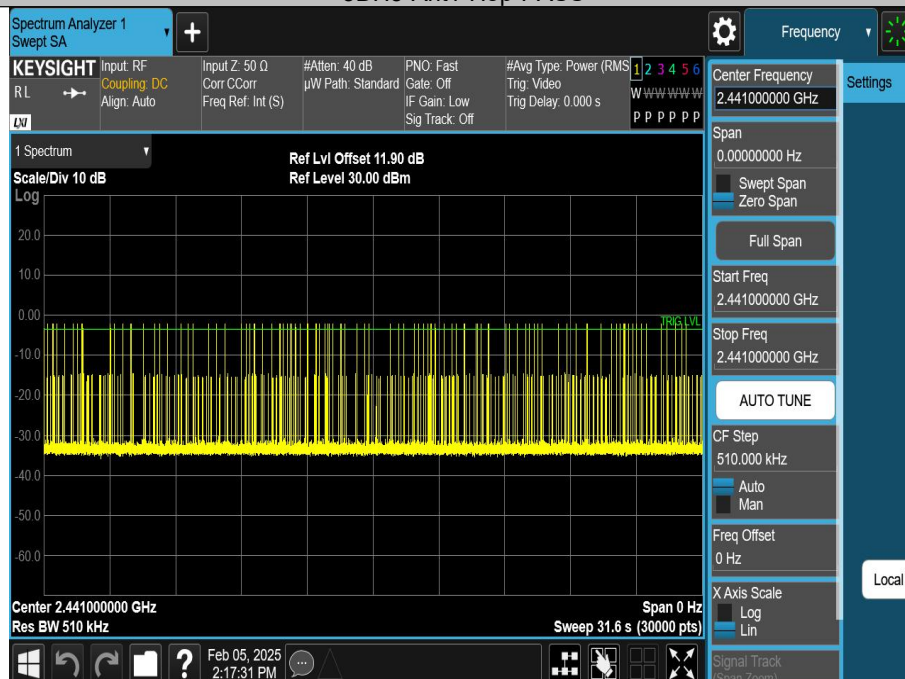 Spectrum Analyzer 1
Swept SA
Frequency
KEYSIGHT
RL
LXI
Input: RF
Coupling: DC
Align: Auto
Input Z: 50 Ω
Corr CCorr
Freq Ref: Int (S)
#Atten: 40 dB
µW Path: Standard
PNO: Fast
Gate: Off
IF Gain: Low
Sig Track: Off
#Avg Type: Power (RMS
Trig: Video
Trig Delay: 0.000 s
1 2 3 4 5 6
W W W W W W
P P P P P P
1 Spectrum
Scale/Div 10 dB
Log
Ref Lvl Offset 11.90 dB
Ref Level 30.00 dBm
20.0
10.0
0.00
TRIG LVL
-10.0
-20.0
-30.0
-40.0
-50.0
-60.0
Center 2.441000000 GHz
Res BW 510 kHz
Span 0 Hz
Sweep 31.6 s (30000 pts)
?
Feb 05, 2025
2:17:31 PM
Center Frequency
2.441000000 GHz
Span
0.00000000 Hz
Swept Span
Zero Span
Full Span
Start Freq
2.441000000 GHz
Stop Freq
2.441000000 GHz
AUTO TUNE
CF Step
510.000 kHz
Auto
Man
Freq Offset
0 Hz
X Axis Scale
Log
Lin
Signal Track
(Span Zoom)
Settings
Local